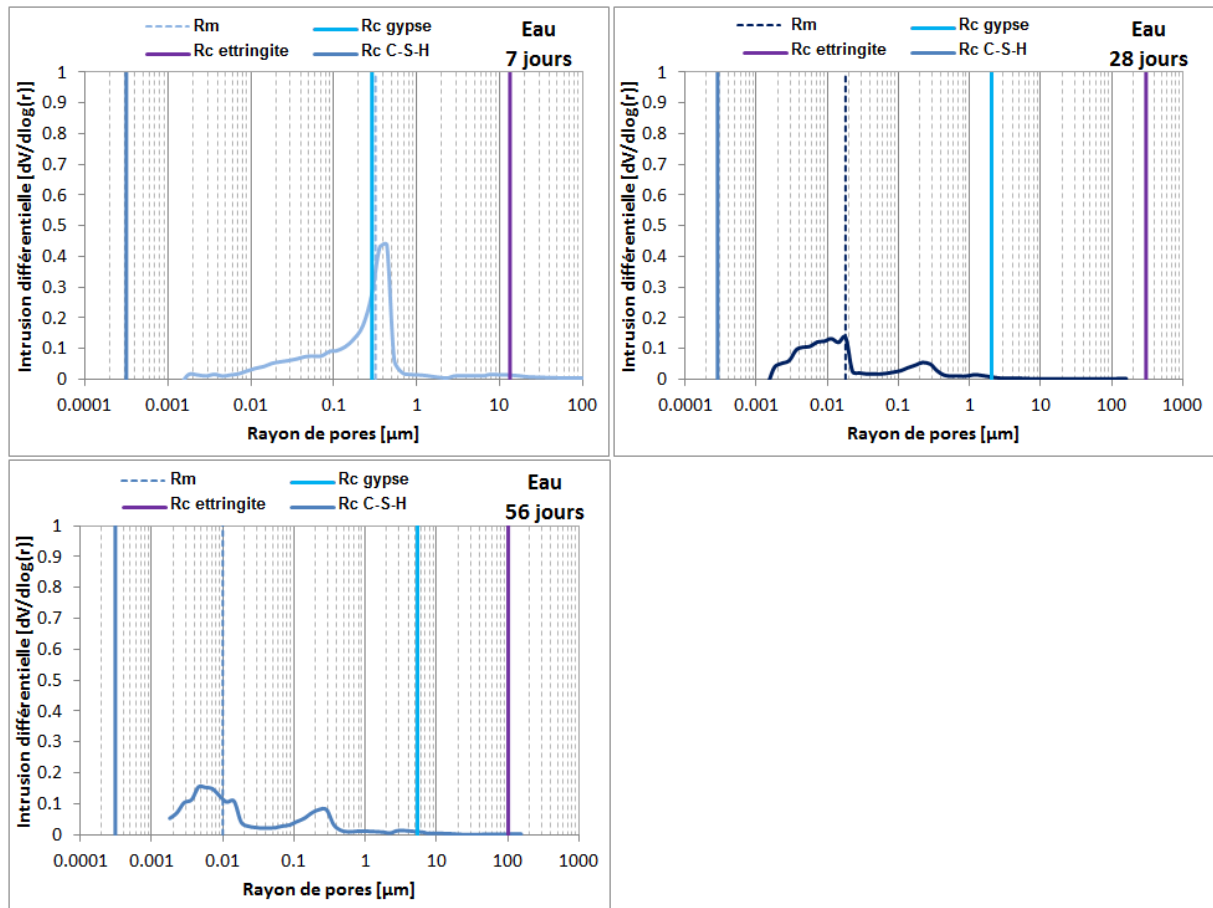 Rm
Rc gypse
Eau
Rc ettringite
Rc C-S-H
7 jours
Intrusion différentielle [dV/dlog(r)]
1
0.9
0.8
0.7
0.6
0.5
0.4
0.3
0.2
0.1
0
0.0001 0.001 0.01 0.1 1 10 100
Rayon de pores [µm]
Rm
Rc gypse
Eau
Rc ettringite
Rc C-S-H
28 jours
Intrusion différentielle [dV/dlog(r)]
1
0.9
0.8
0.7
0.6
0.5
0.4
0.3
0.2
0.1
0
0.0001 0.001 0.01 0.1 1 10 100 1000
Rayon de pores [µm]
Rm
Rc gypse
Eau
Rc ettringite
Rc C-S-H
56 jours
Intrusion différentielle [dV/dlog(r)]
1
0.9
0.8
0.7
0.6
0.5
0.4
0.3
0.2
0.1
0
0.0001 0.001 0.01 0.1 1 10 100 1000
Rayon de pores [µm]